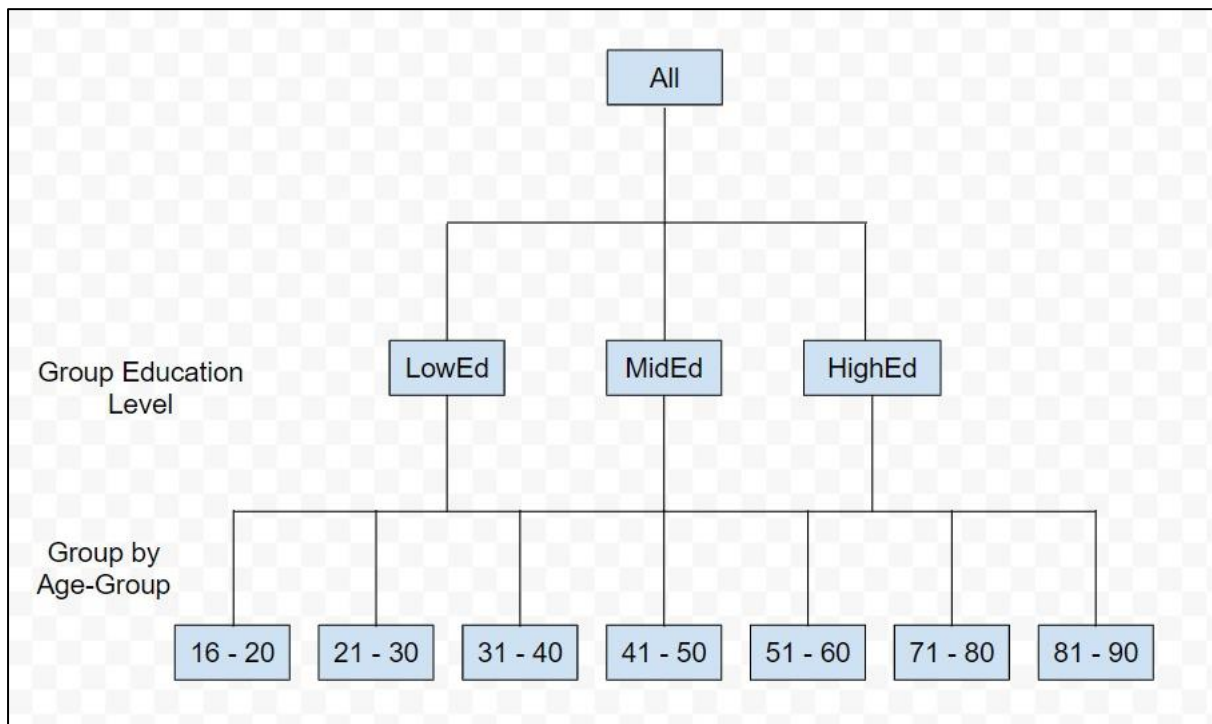 All
Group Education
Level
LowEd
MidEd
HighEd
Group by
Age-Group
16 - 20
21 - 30
31 - 40
41 - 50
51 - 60
71 - 80
81 - 90